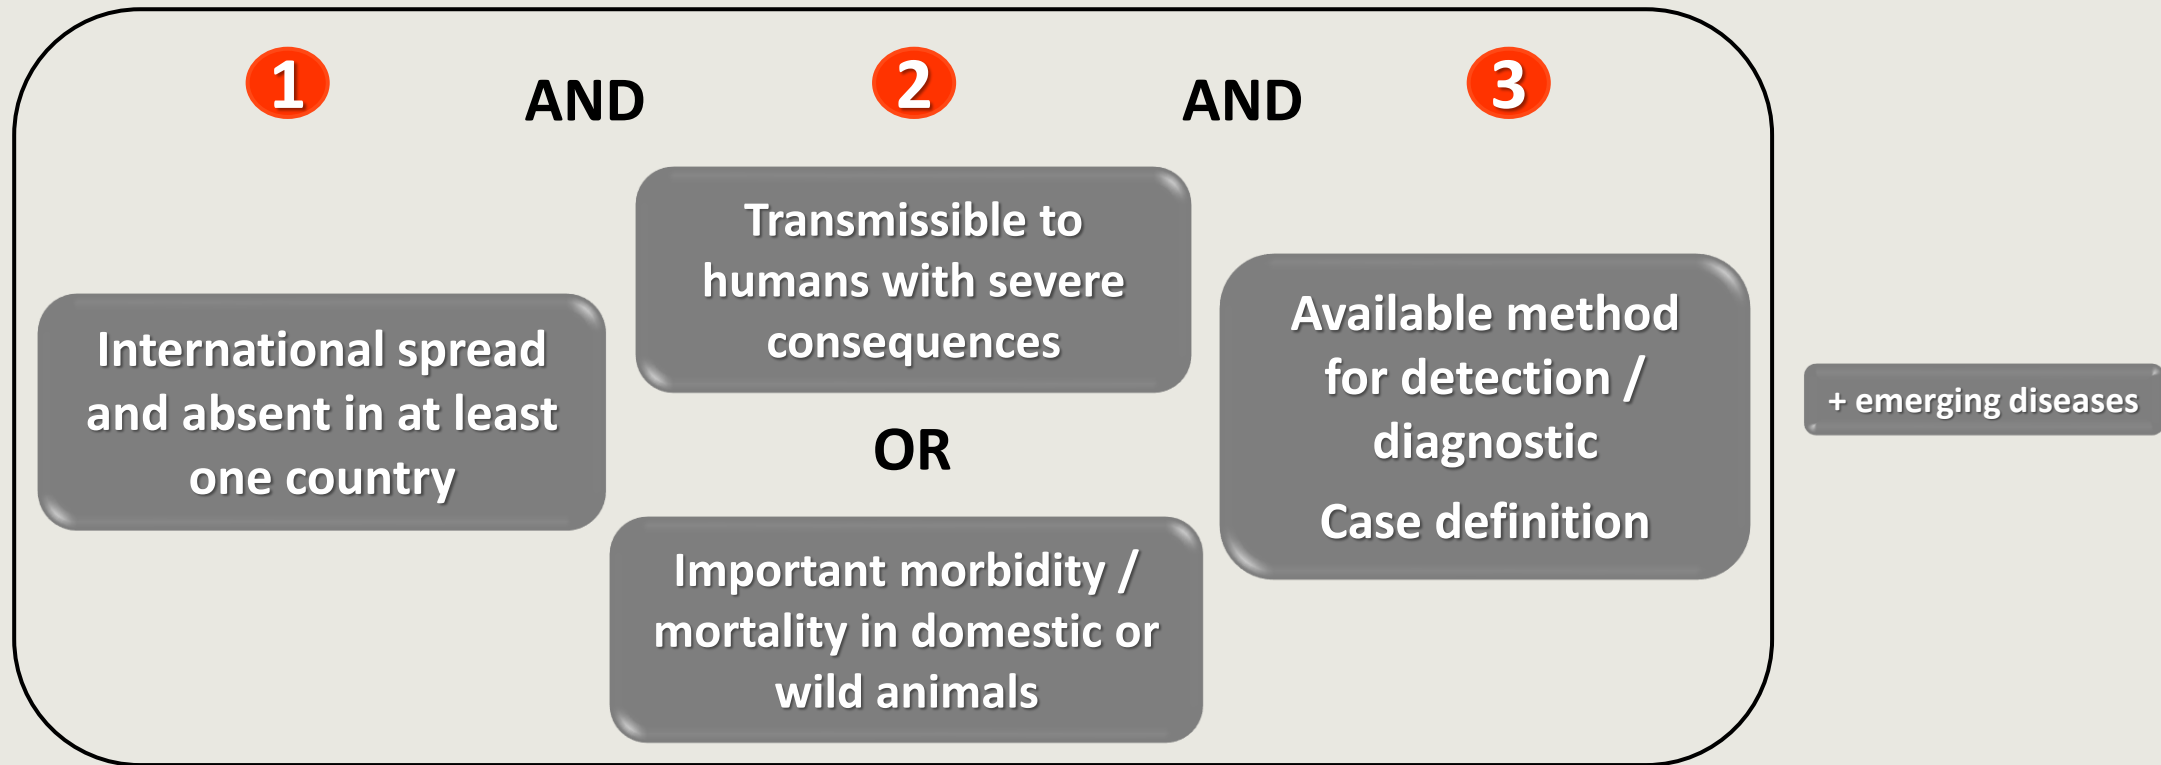 1
AND
2
AND
3
International spread
and absent in at least
one country
Transmissible to
humans with severe
consequences
OR
Important morbidity /
mortality in domestic or
wild animals
Available method
for detection /
diagnostic
Case definition
+ emerging diseases